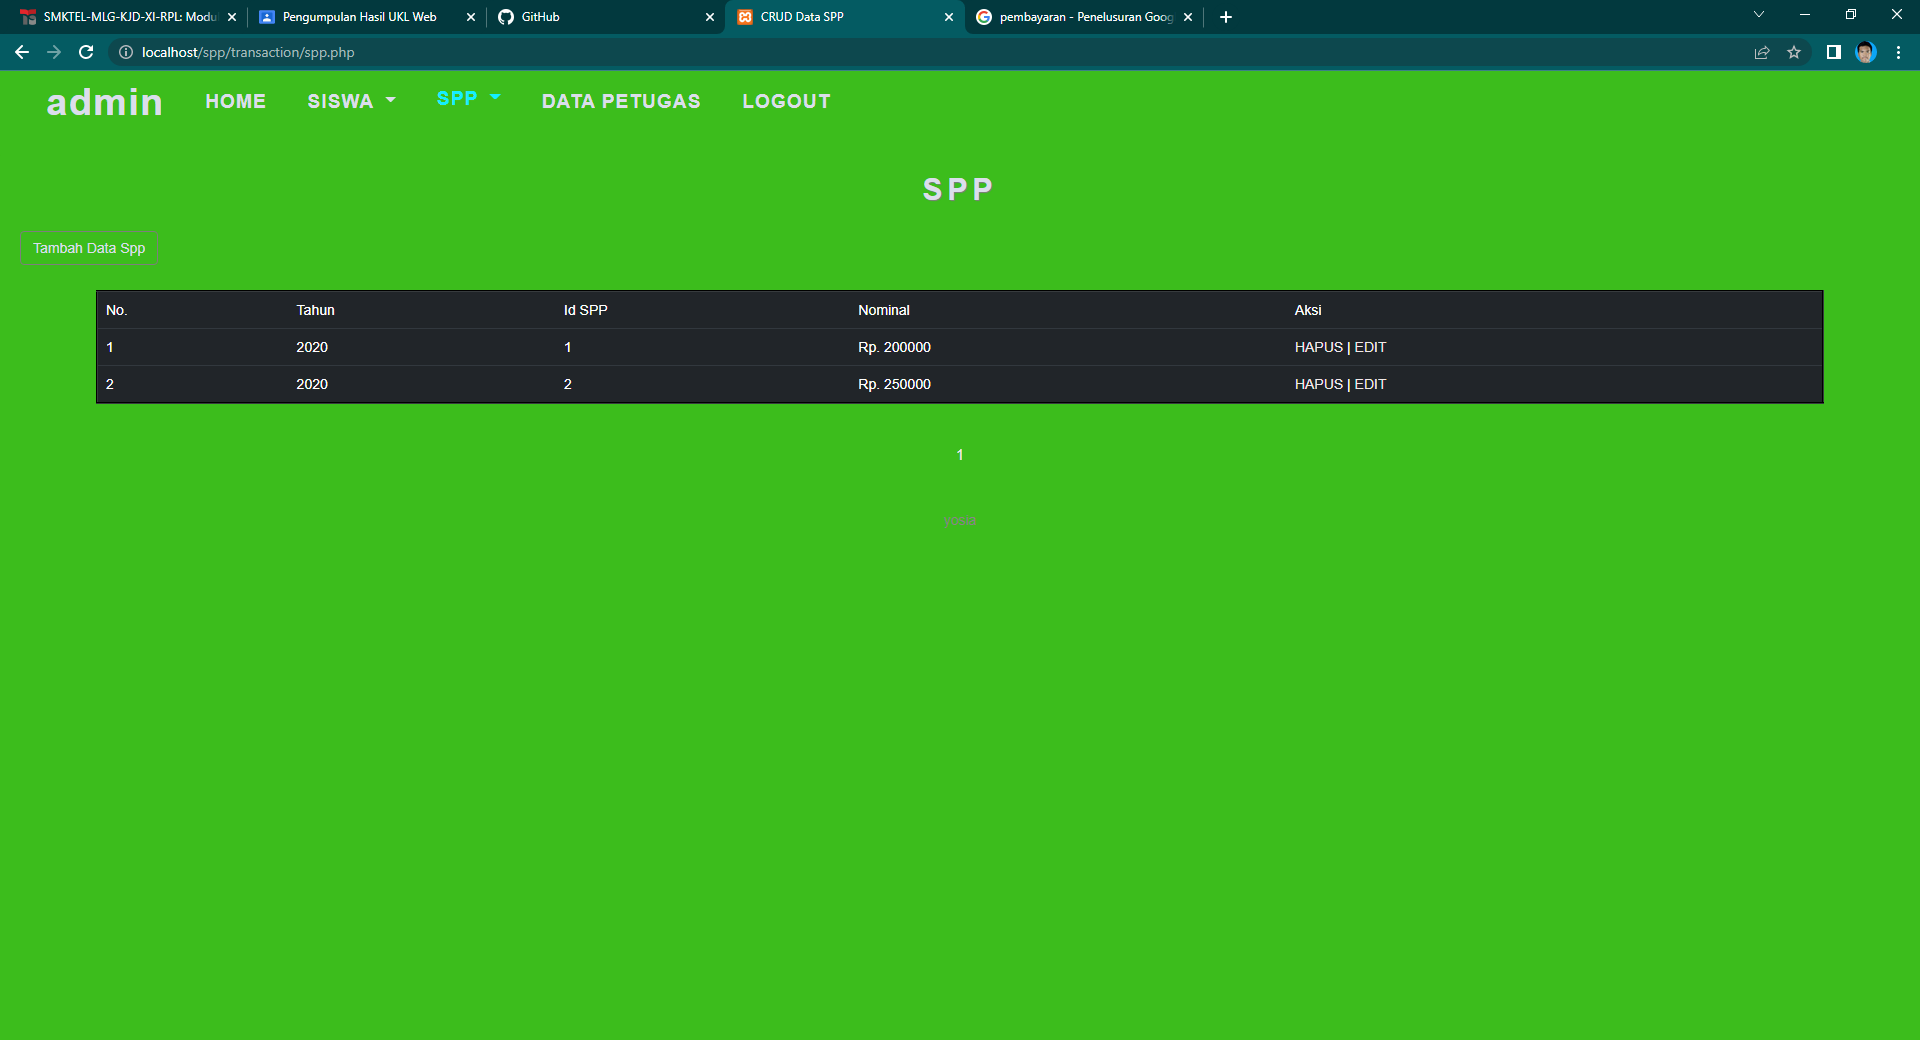 SMKTEL-MLG-KJD-XI-RPL: Modu
Pengumpulan Hasil UKL Web
GitHub
CRUD Data SPP
pembayaran - Penelusuran Goog
localhost/spp/transaction/spp.php
admin HOME SISWA SPP DATA PETUGAS LOGOUT
SPP
Tambah Data Spp
No. Tahun Id SPP Nominal Aksi
1 2020 1 Rp. 200000 HAPUS | EDIT
2 2020 2 Rp. 250000 HAPUS | EDIT
1